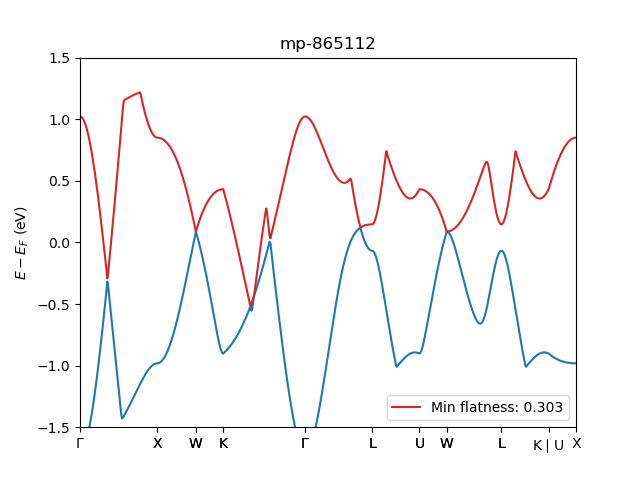 mp-865112
E − E_F (eV)
1.5
1.0
0.5
0.0
−0.5
−1.0
−1.5
Min flatness: 0.303
Γ X W K Γ L U W L K | U X